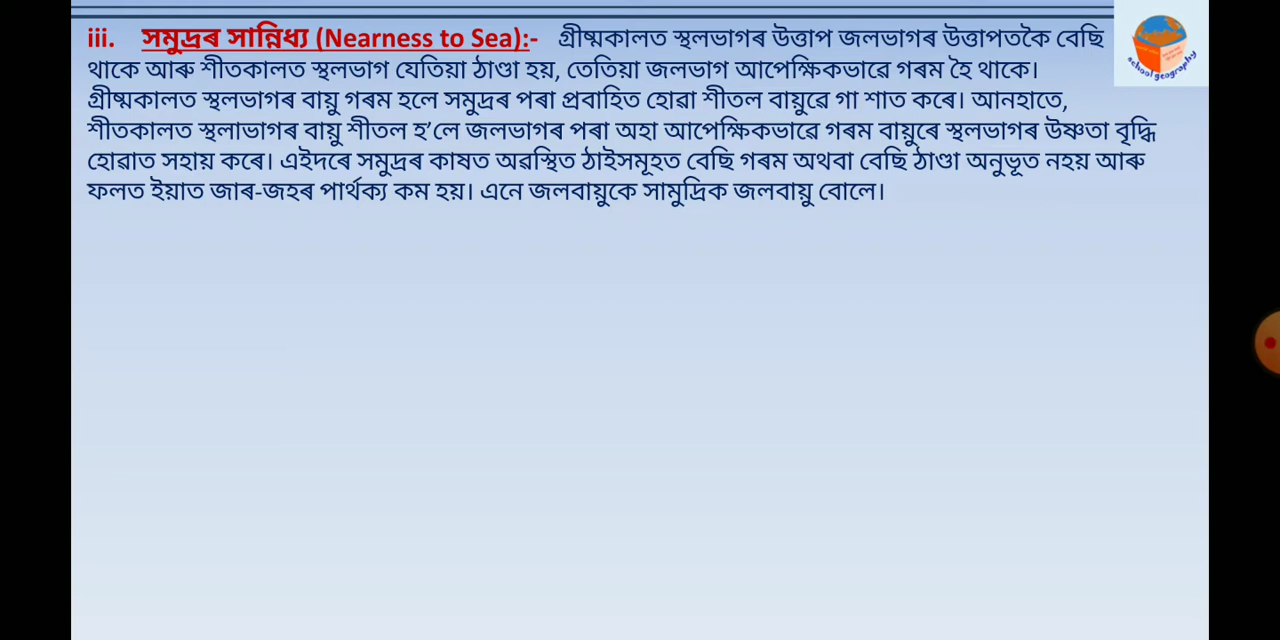 iii. সমুদ্ৰৰ সান্নিধ্য (Nearness to Sea):- গ্ৰীষ্মকালত স্থলভাগৰ উত্তাপ জলভাগৰ উত্তাপতকৈ বেছি
থাকে আৰু শীতকালত স্থলভাগ যেতিয়া ঠাণ্ডা হয়, তেতিয়া জলভাগ আপেক্ষিকভাৱে গৰম হৈ থাকে।
গ্ৰীষ্মকালত স্থলভাগৰ বায়ু গৰম হলে সমুদ্ৰৰ পৰা প্ৰবাহিত হোৱা শীতল বায়ুৱে গা শাত কৰে। আনহাতে,
শীতকালত স্থলাভাগৰ বায়ু শীতল হ’লে জলভাগৰ পৰা অহা আপেক্ষিকভাৱে গৰম বায়ুৰে স্থলভাগৰ উষ্ণতা বৃদ্ধি
হোৱাত সহায় কৰে। এইদৰে সমুদ্ৰৰ কাষত অৱস্থিত ঠাইসমূহত বেছি গৰম অথবা বেছি ঠাণ্ডা অনুভূত নহয় আৰু
ফলত ইয়াত জাৰ-জহৰ পাৰ্থক্য কম হয়। এনে জলবায়ুকে সামুদ্ৰিক জলবায়ু বোলে।
school geography